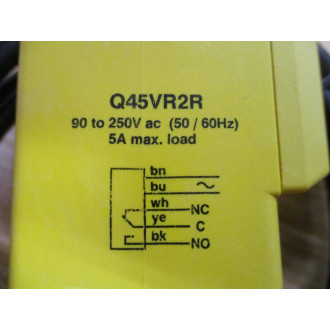 Q45VR2R
90 to 250V ac (50 / 60Hz)
5A max. load
bn
bu
wh NC
ye C
bk NO